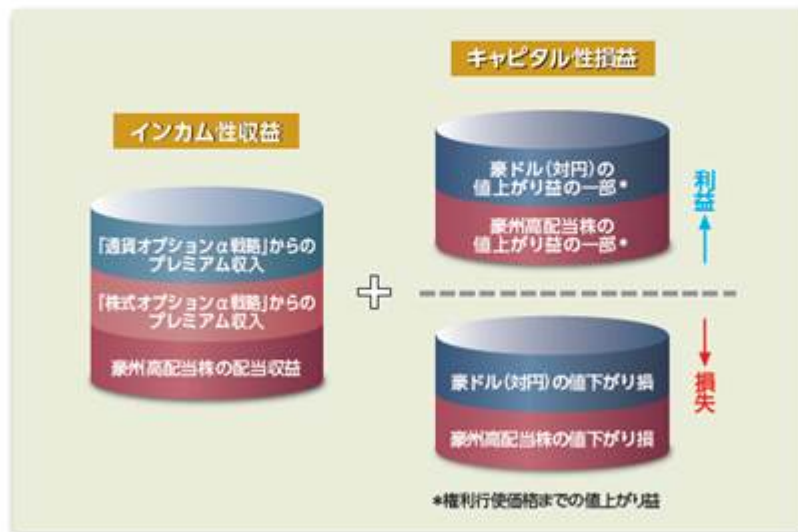 キャピタル性損益
インカム性収益
豪ドル(対円)の
値上がり益の一部*
豪州高配当株の
値上がり益の一部*
利益
「通貨オプションα戦略」からの
プレミアム収入
「株式オプションα戦略」からの
プレミアム収入
豪州高配当株の配当収益
+
豪ドル(対円)の値下がり損
豪州高配当株の値下がり損
損失
*権利行使価格までの値上がり益